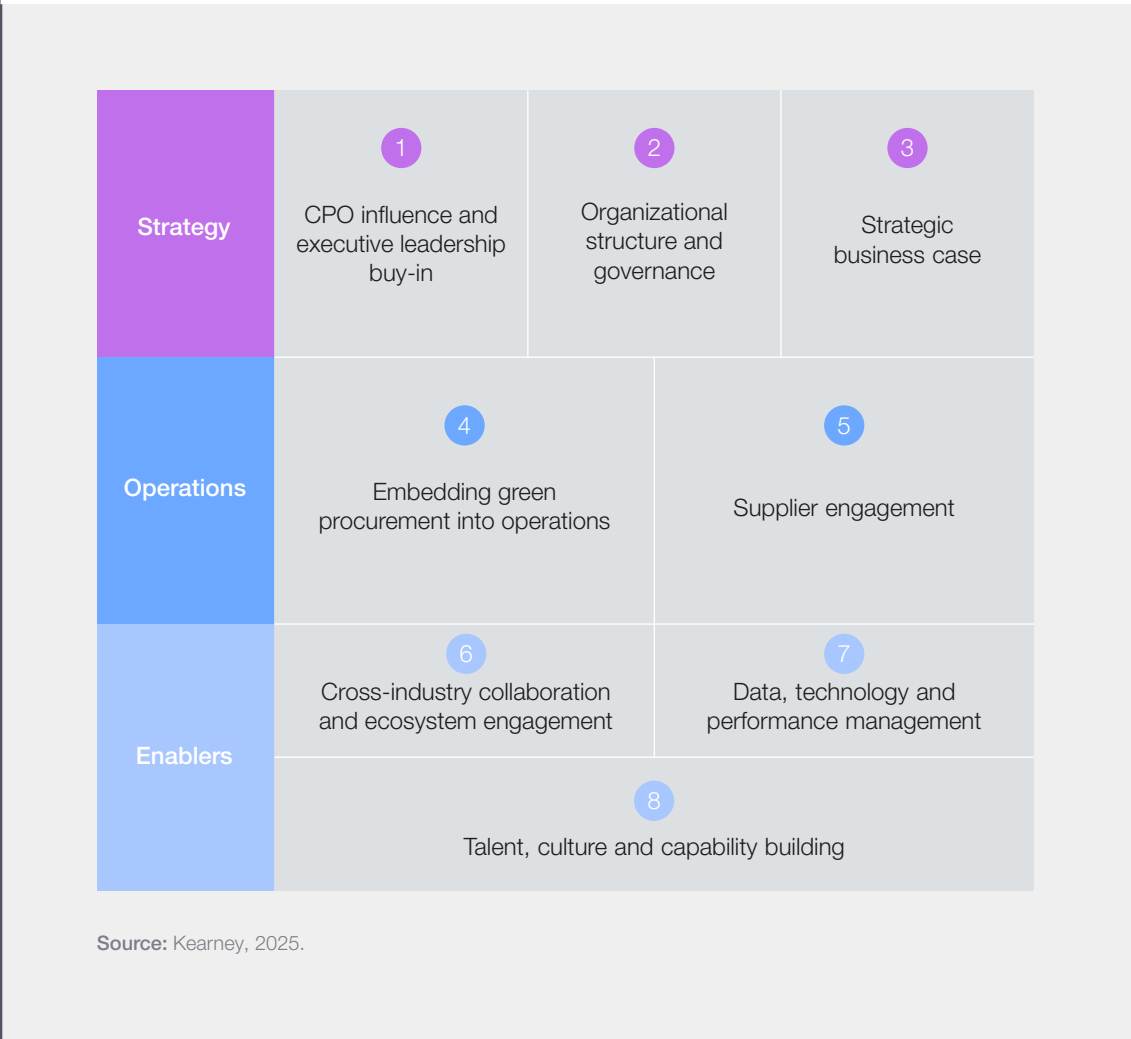 Strategy
1
CPO influence and
executive leadership
buy-in
2
Organizational
structure and
governance
3
Strategic
business case
Operations
4
Embedding green
procurement into operations
5
Supplier engagement
Enablers
6
Cross-industry collaboration
and ecosystem engagement
7
Data, technology and
performance management
8
Talent, culture and capability building
Source: Kearney, 2025.